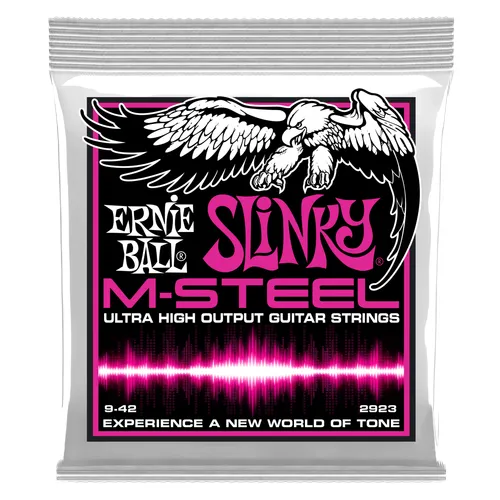 ERNIE BALL®
SLINKY®
M-STEEL
ULTRA HIGH OUTPUT GUITAR STRINGS
9-42 2923
EXPERIENCE A NEW WORLD OF TONE